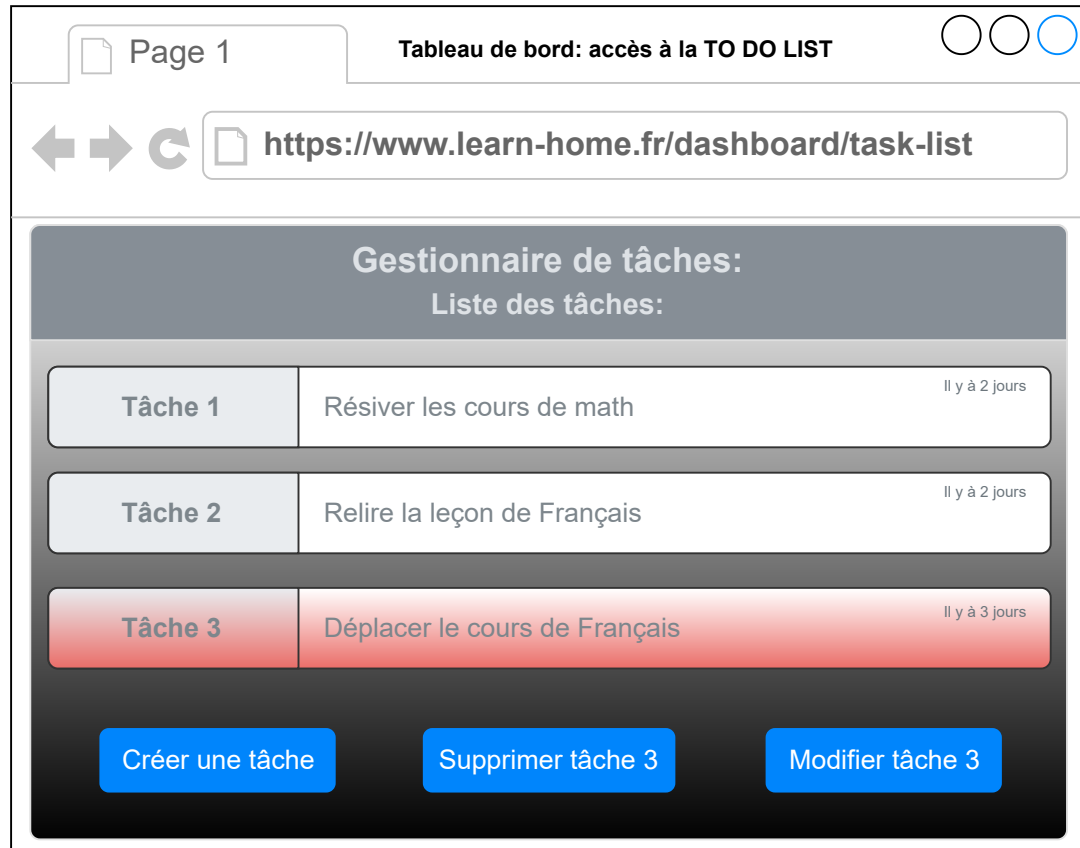 Page 1
Tableau de bord: accès à la TO DO LIST
https://www.learn-home.fr/dashboard/task-list
Gestionnaire de tâches:
Liste des tâches:
Tâche 1
Résiver les cours de math
Il y à 2 jours
Tâche 2
Relire la leçon de Français
Il y à 2 jours
Tâche 3
Déplacer le cours de Français
Il y à 3 jours
Créer une tâche
Supprimer tâche 3
Modifier tâche 3